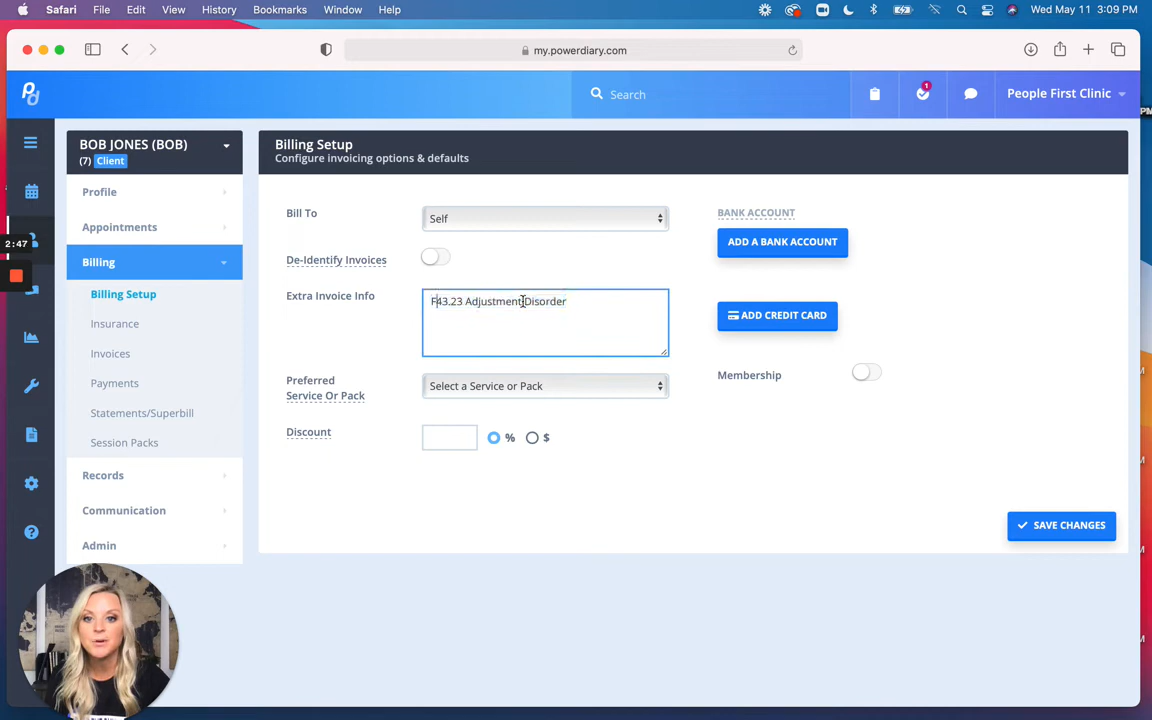 Safari File Edit View History Bookmarks Window Help Wed May 11 3:09 PM
my.powerdiary.com
pd Search 1 People First Clinic
BOB JONES (BOB)
(7) Client
Profile
Appointments
Billing
Billing Setup
Insurance
Invoices
Payments
Statements/Superbill
Session Packs
Records
Communication
Admin
2:47
Billing Setup
Configure invoicing options & defaults
Bill To Self
De-Identify Invoices
Extra Invoice Info F43.23 Adjustment Disorder
Preferred
Service Or Pack Select a Service or Pack
Discount % $
BANK ACCOUNT
ADD A BANK ACCOUNT
ADD CREDIT CARD
Membership
SAVE CHANGES